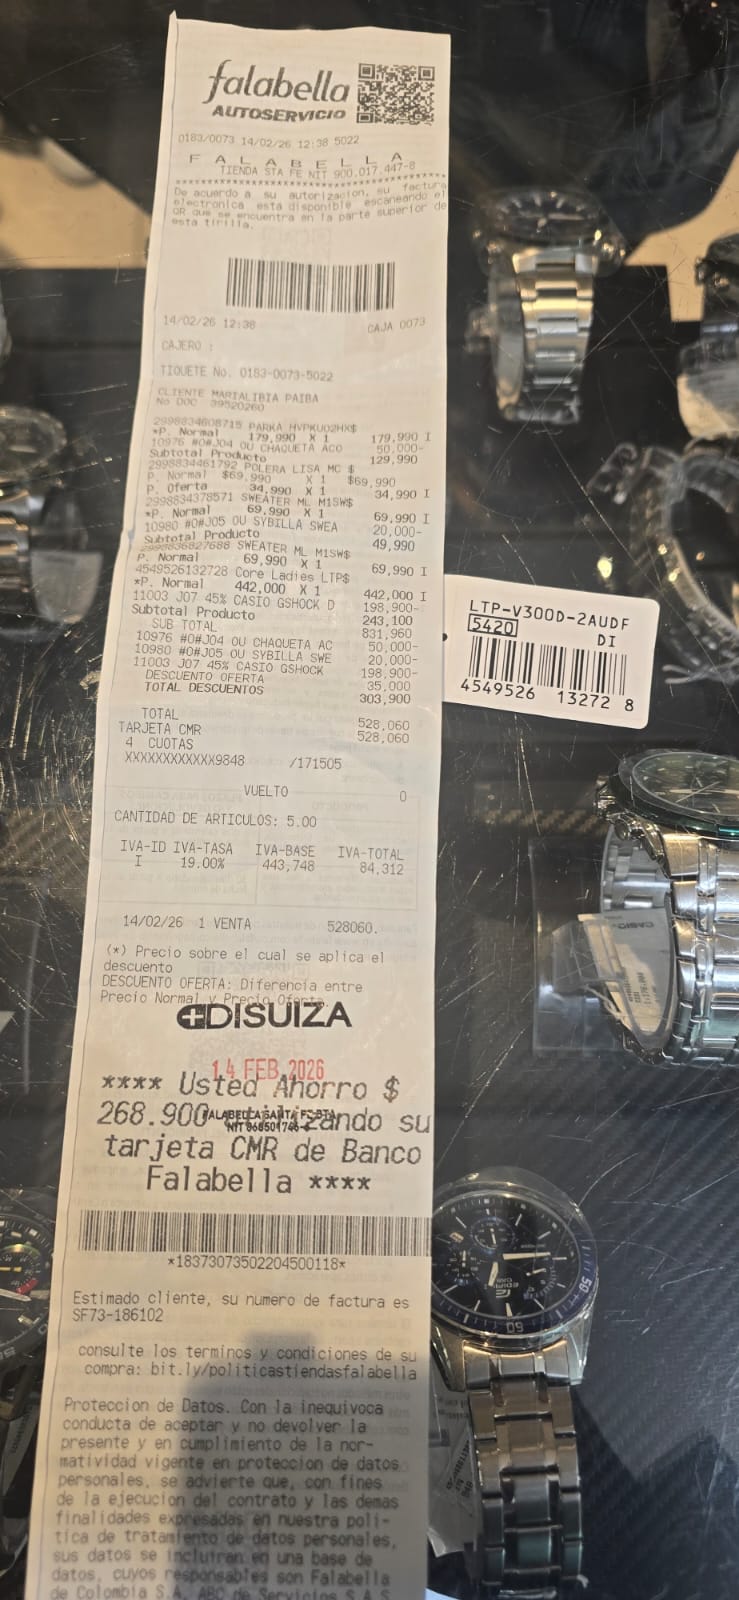 falabella
AUTOSERVICIO
0183/0073 14/02/26 12:38 5022
F A L A B E L L A
TIENDA STA FE NIT 900.017.447-8
De acuerdo a su autorizacion, su factura
electronica esta disponible escaneando el
QR que se encuentra en la parte superior de
esta tirilla.
14/02/26 12:38 CAJA 0073
CAJERO :
TIQUETE No. 0183-0073-5022
CLIENTE MARIALIBIA PAIBA
No DOC 39520260
2998834608715 PARKA HVPKU02HX$
*P. Normal 179,990 X 1 179,990 I
10976 #O#J04 OU CHAQUETA ACO 50,000-
Subtotal Producto 129,990
2998834461792 POLERA LISA MC $
P. Normal $69,990 X 1 $69,990
P. Oferta 34,990 X 1 34,990 I
2998834378571 SWEATER ML M1SW$
*P. Normal 69,990 X 1 69,990 I
10980 #O#J05 OU SYBILLA SWEA 20,000-
Subtotal Producto 49,990
2998836827688 SWEATER ML M1SW$
P. Normal 69,990 X 1 69,990 I
4549526132728 Core Ladies LTP$
*P. Normal 442,000 X 1 442,000 I
11003 J07 45% CASIO GSHOCK D 198,900-
Subtotal Producto 243,100
SUB TOTAL 831,960
10976 #O#J04 OU CHAQUETA AC 50,000-
10980 #O#J05 OU SYBILLA SWE 20,000-
11003 J07 45% CASIO GSHOCK 198,900-
DESCUENTO OFERTA 35,000
TOTAL DESCUENTOS 303,900
TOTAL 528,060
TARJETA CMR 528,060
4 CUOTAS
XXXXXXXXXXXX9848 /171505
VUELTO 0
CANTIDAD DE ARTICULOS: 5.00
IVA-ID IVA-TASA IVA-BASE IVA-TOTAL
I 19.00% 443,748 84,312
14/02/26 1 VENTA 528060.
(*) Precio sobre el cual se aplica el
descuento
DESCUENTO OFERTA: Diferencia entre
Precio Normal y Precio Oferta.
DISUIZA
14 FEB 2026
**** Usted Ahorro $
268.900 utilizando su
FALABELLA SANTA FE BTA
tarjeta CMR de Banco
Falabella ****
*18373073502204500118*
Estimado cliente, su numero de factura es
SF73-186102
consulte los terminos y condiciones de su
compra: bit.ly/politicastiendasfalabella
Proteccion de Datos. Con la inequivoca
conducta de aceptar y no devolver la
presente y en cumplimiento de la nor-
matividad vigente en proteccion de datos
personales, se advierte que, con fines
de la ejecucion del contrato y las demas
finalidades expresadas en nuestra poli-
tica de tratamiento de datos personales,
sus datos se incluiran en una base de
datos, cuyos responsables son Falabella
de Colombia S.A. ABC de Servicios S.A.S
LTP-V300D-2AUDF
5420 DI
4549526 13272 8
CASIO
EDIFICE